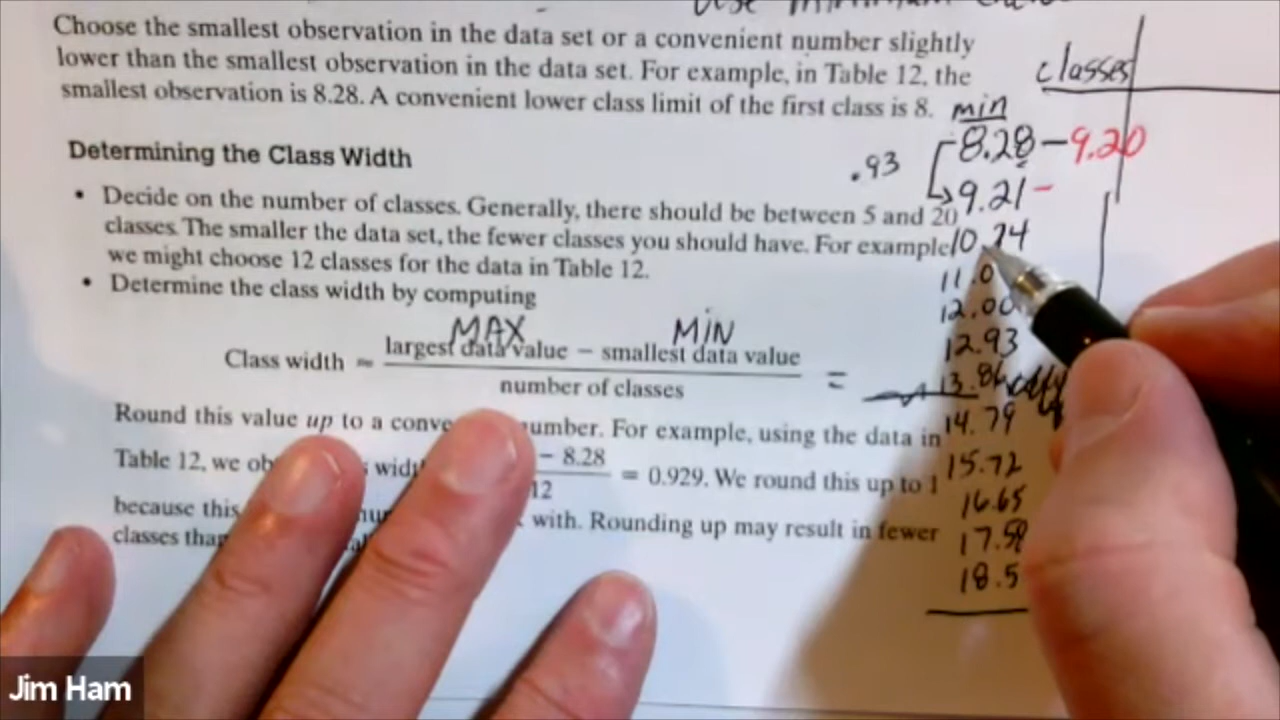 Choose the smallest observation in the data set or a convenient number slightly
lower than the smallest observation in the data set. For example, in Table 12, the
smallest observation is 8.28. A convenient lower class limit of the first class is 8.
classes
min
Determining the Class Width
.93
8.28 – 9.20
9.21 –
10.
11.0
12.00
12.93
13.86
14.79
15.72
16.65
17.58
18.5
• Decide on the number of classes. Generally, there should be between 5 and 20
classes. The smaller the data set, the fewer classes you should have. For example
we might choose 12 classes for the data in Table 12.
• Determine the class width by computing
MAX MIN
Class width ≈ largest data value − smallest data value =
number of classes
Round this value up to a number. For example, using the data in
Table 12, we − 8.28 = 0.929. We round this up to 1
12
because this with. Rounding up may result in fewer
classes
Jim Ham